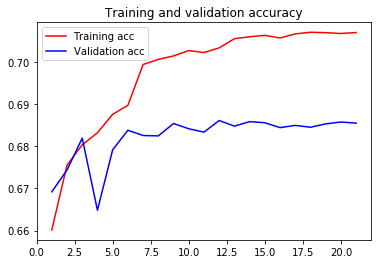 Training and validation accuracy
Training acc
Validation acc
0.70
0.69
0.68
0.67
0.66
0.0 2.5 5.0 7.5 10.0 12.5 15.0 17.5 20.0